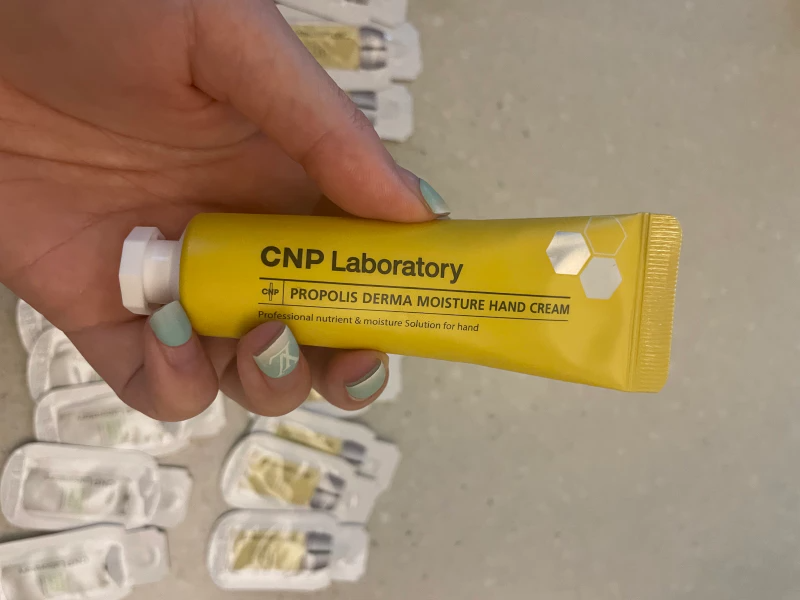 CNP Laboratory
CNP PROPOLIS DERMA MOISTURE HAND CREAM
Professional nutrient & moisture Solution for hand